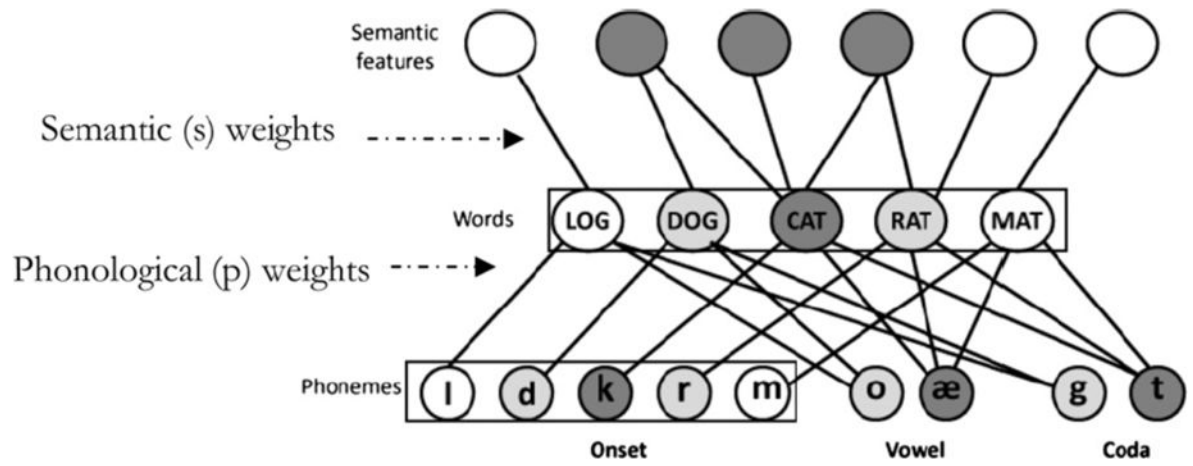 Semantic
features
Semantic (s) weights
Words
LOG DOG CAT RAT MAT
Phonological (p) weights
Phonemes
l d k r m o æ g t
Onset Vowel Coda